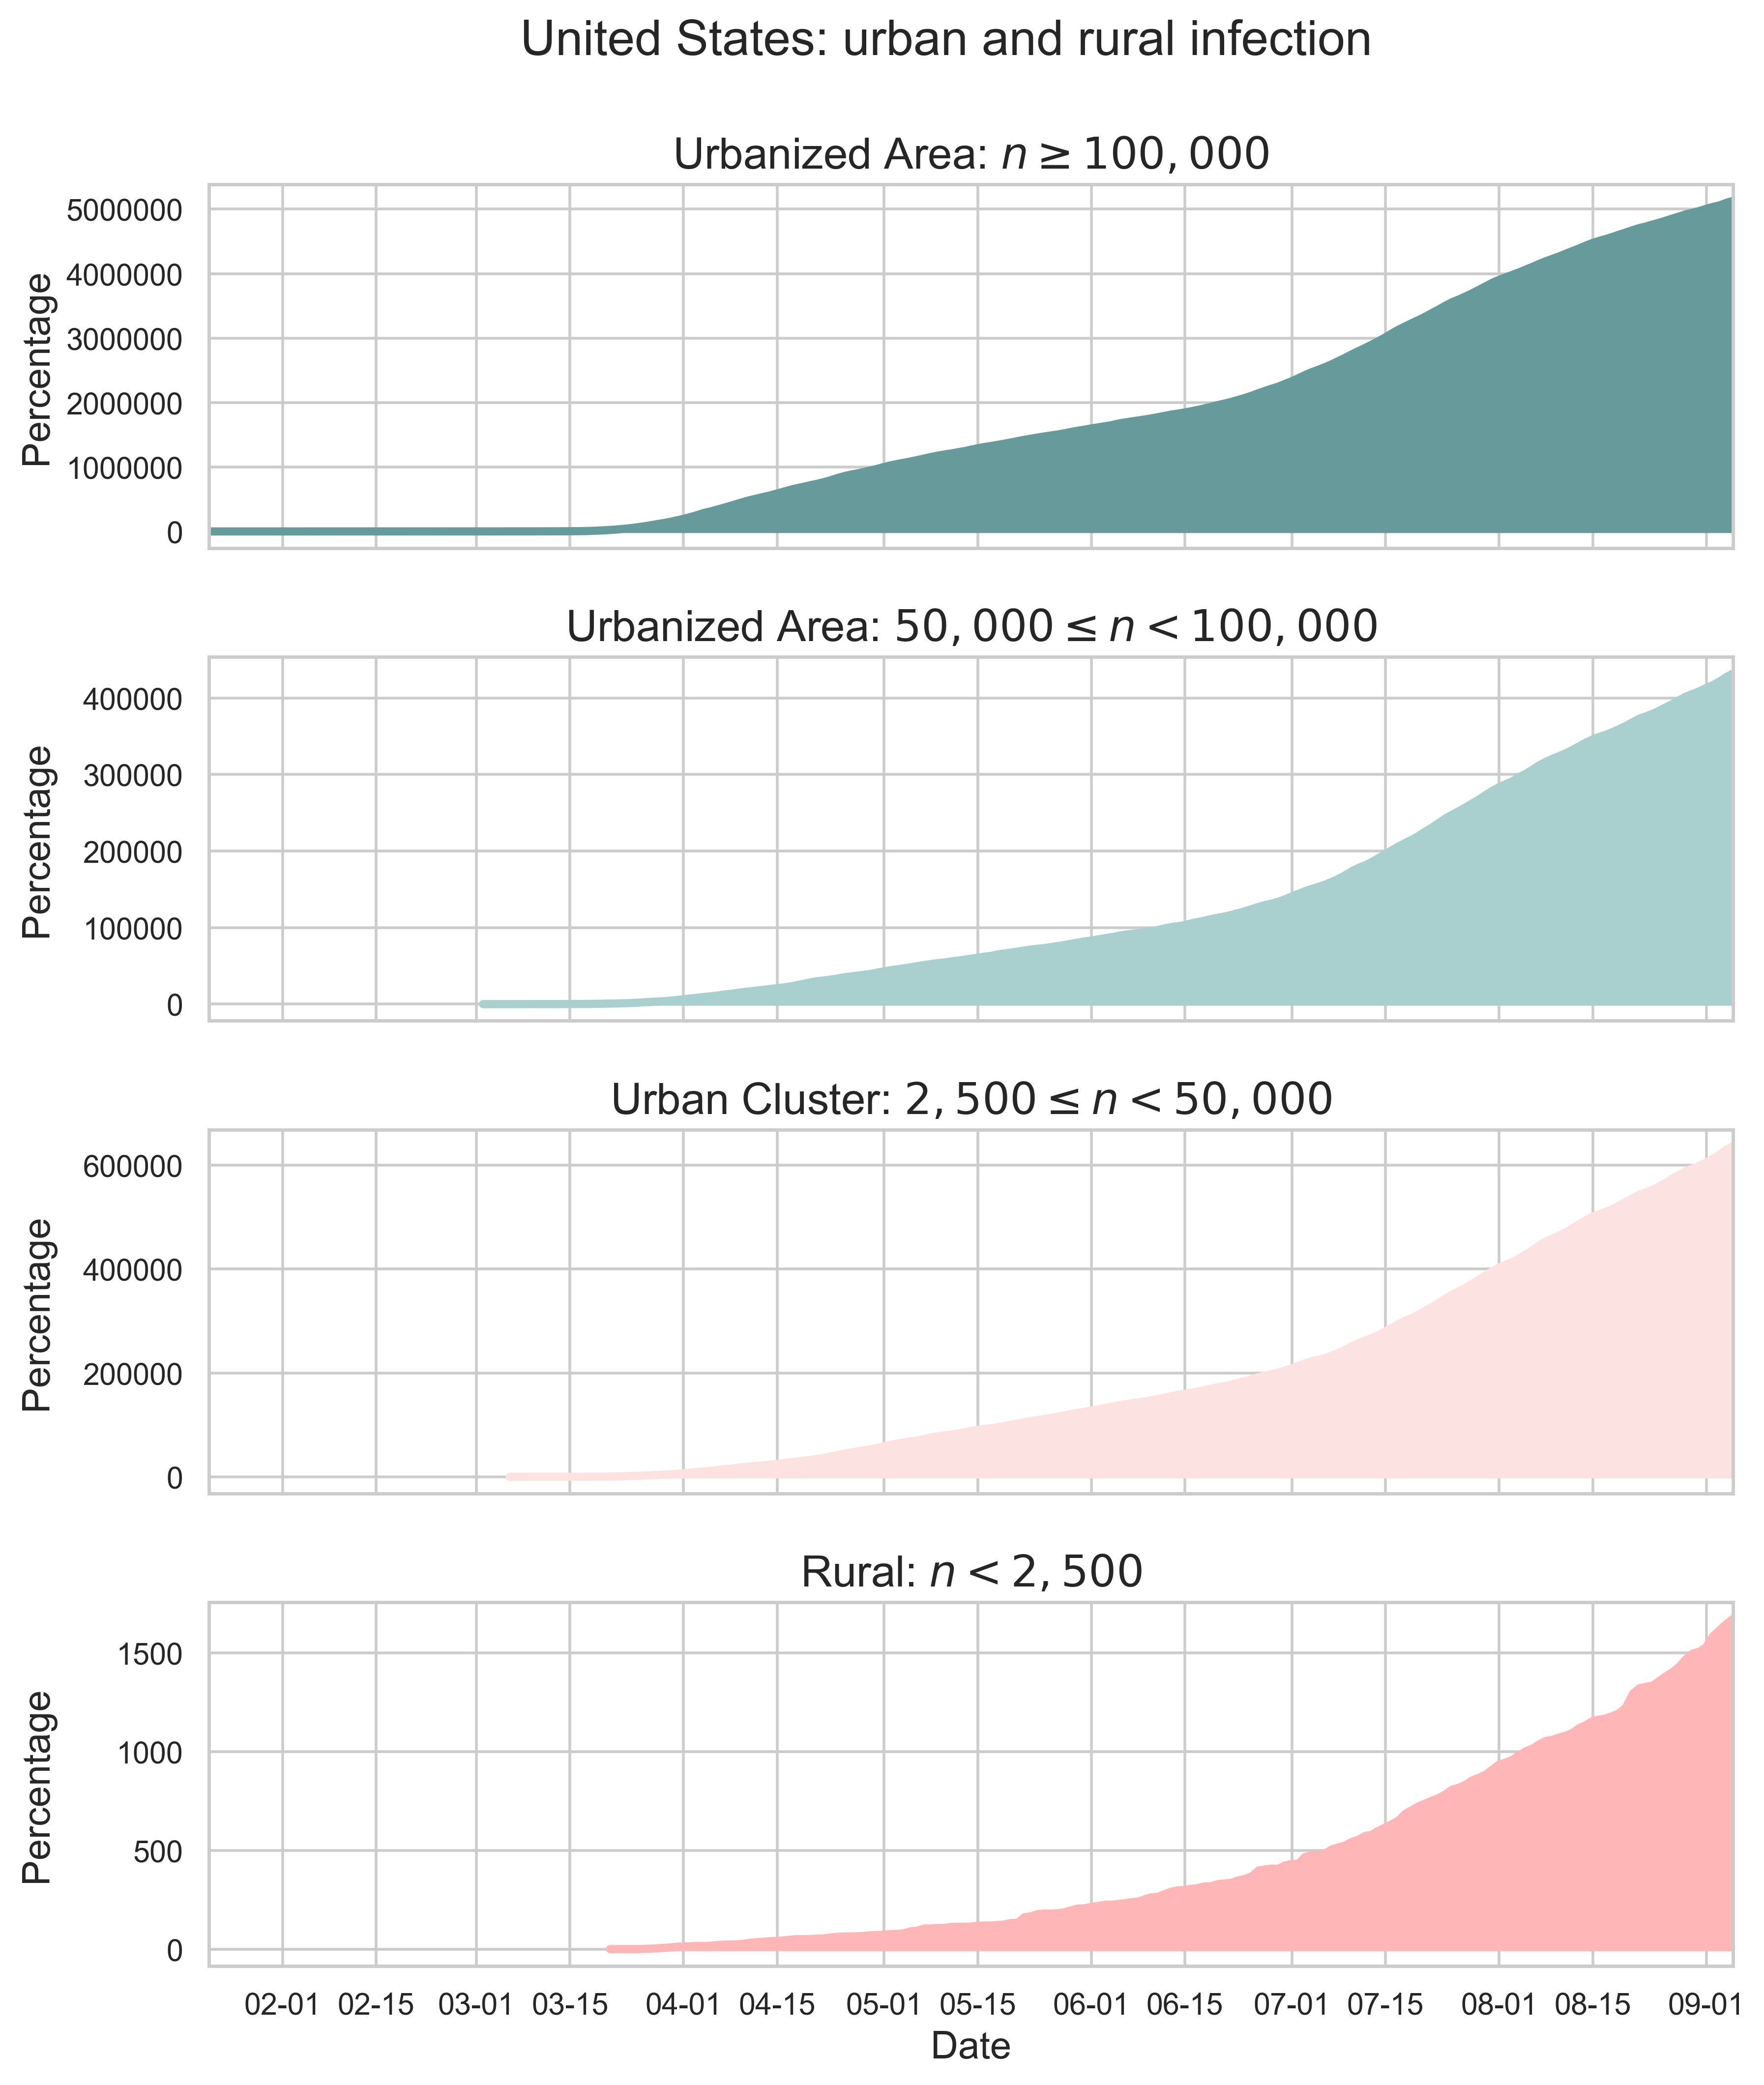 United States: urban and rural infection
Urbanized Area: n ≥ 100, 000
5000000
4000000
3000000
2000000
1000000
0
Percentage
Urbanized Area: 50, 000 ≤ n < 100, 000
400000
300000
200000
100000
0
Percentage
Urban Cluster: 2, 500 ≤ n < 50, 000
600000
400000
200000
0
Percentage
Rural: n < 2, 500
1500
1000
500
0
Percentage
02-01 02-15 03-01 03-15 04-01 04-15 05-01 05-15 06-01 06-15 07-01 07-15 08-01 08-15 09-01
Date